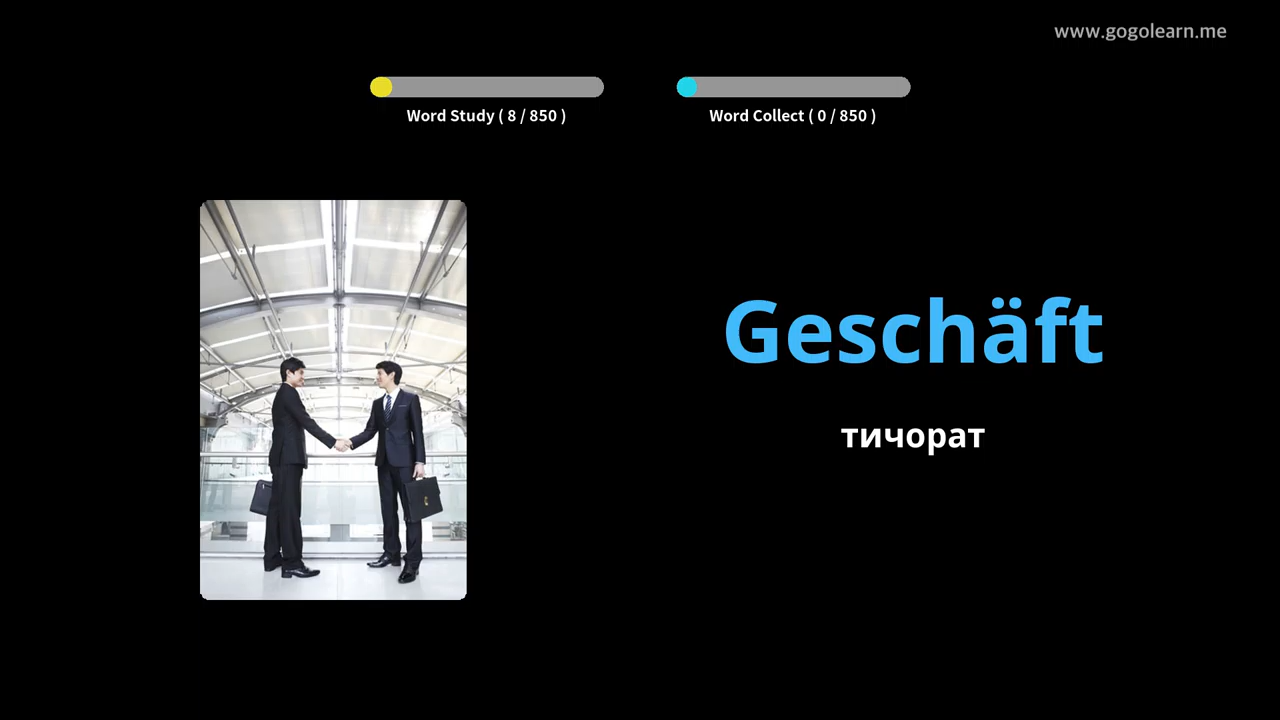 www.gogolearn.me
Word Study ( 8 / 850 )
Word Collect ( 0 / 850 )
Geschäft
тичорат